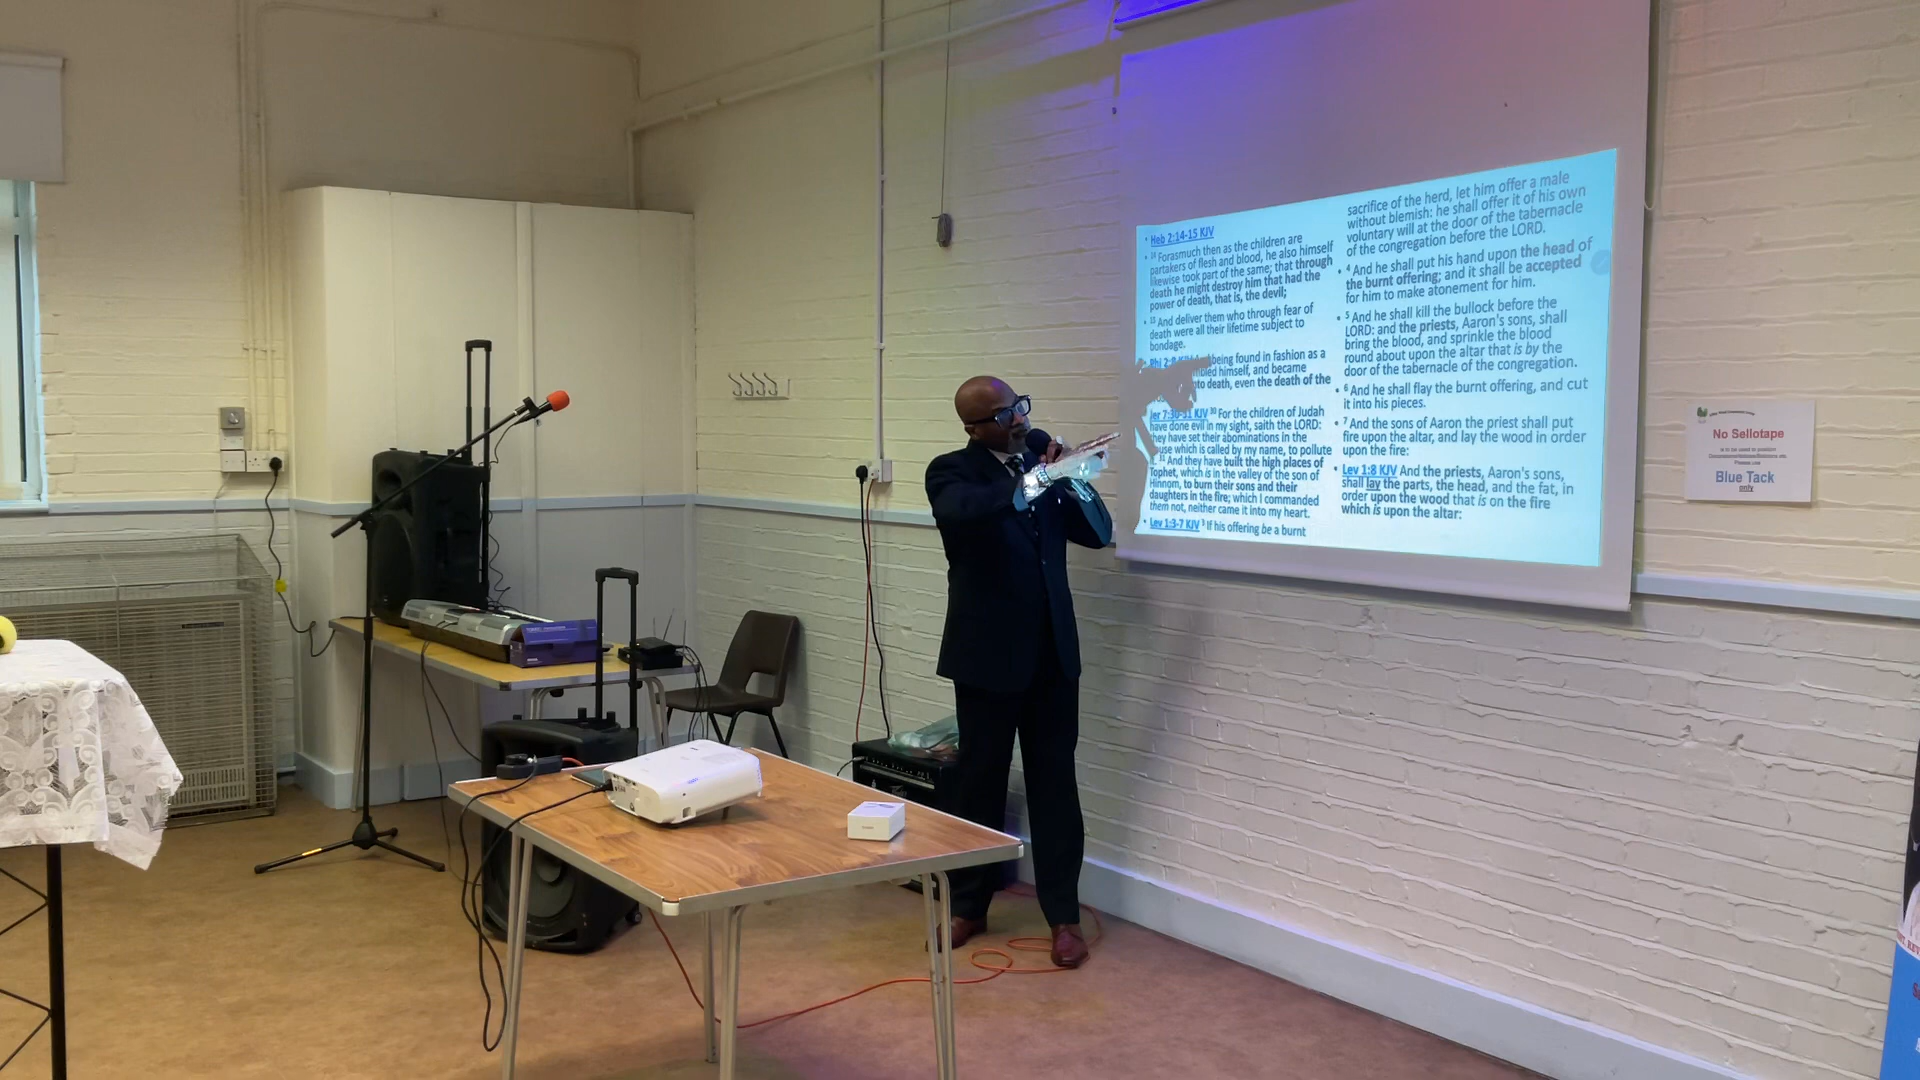 • Heb 2:14-15 KJV
• 14 Forasmuch then as the children are
partakers of flesh and blood, he also himself
likewise took part of the same; that through
death he might destroy him that had the
power of death, that is, the devil;
• 15 And deliver them who through fear of
death were all their lifetime subject to
bondage.
Phi 2:8 KJV being found in fashion as a
himself, and became
death, even the death of the
Jer 7:30-31 KJV 30 For the children of Judah
have done evil in my sight, saith the LORD:
they have set their abominations in the
which is called by my name, to pollute
it. 31 And they have built the high places of
Tophet, which is in the valley of the son of
Hinnom, to burn their sons and their
daughters in the fire; which I commanded
them not, neither came it into my heart.
• Lev 1:3-7 KJV 3 If his offering be a burnt
sacrifice of the herd, let him offer a male
without blemish: he shall offer it of his own
voluntary will at the door of the tabernacle
of the congregation before the LORD.
• 4 And he shall put his hand upon the head of
the burnt offering; and it shall be accepted
for him to make atonement for him.
• 5 And he shall kill the bullock before the
LORD: and the priests, Aaron's sons, shall
bring the blood, and sprinkle the blood
round about upon the altar that is by the
door of the tabernacle of the congregation.
• 6 And he shall flay the burnt offering, and cut
it into his pieces.
• 7 And the sons of Aaron the priest shall put
fire upon the altar, and lay the wood in order
upon the fire:
• Lev 1:8 KJV And the priests, Aaron's sons,
shall lay the parts, the head, and the fat, in
order upon the wood that is on the fire
which is upon the altar:
No Sellotape
is to be used to position
Please use
Blue Tack
only